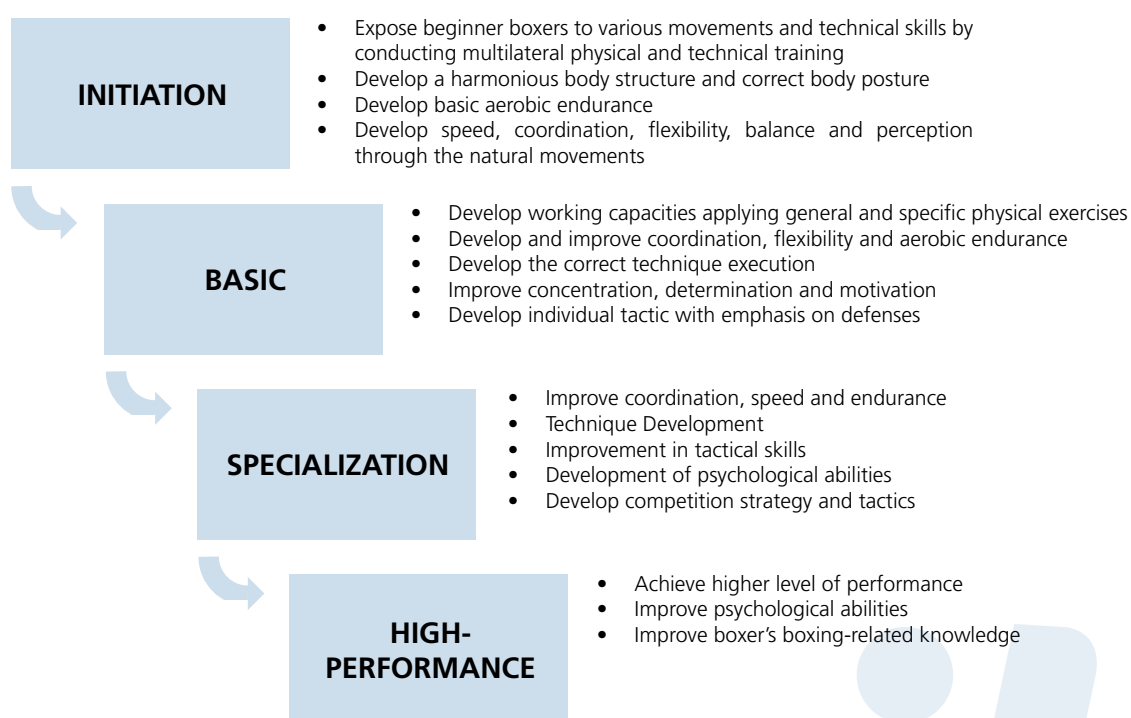 INITIATION
• Expose beginner boxers to various movements and technical skills by
conducting multilateral physical and technical training
• Develop a harmonious body structure and correct body posture
• Develop basic aerobic endurance
• Develop speed, coordination, flexibility, balance and perception
through the natural movements
BASIC
• Develop working capacities applying general and specific physical exercises
• Develop and improve coordination, flexibility and aerobic endurance
• Develop the correct technique execution
• Improve concentration, determination and motivation
• Develop individual tactic with emphasis on defenses
SPECIALIZATION
• Improve coordination, speed and endurance
• Technique Development
• Improvement in tactical skills
• Development of psychological abilities
• Develop competition strategy and tactics
HIGH-
PERFORMANCE
• Achieve higher level of performance
• Improve psychological abilities
• Improve boxer's boxing-related knowledge